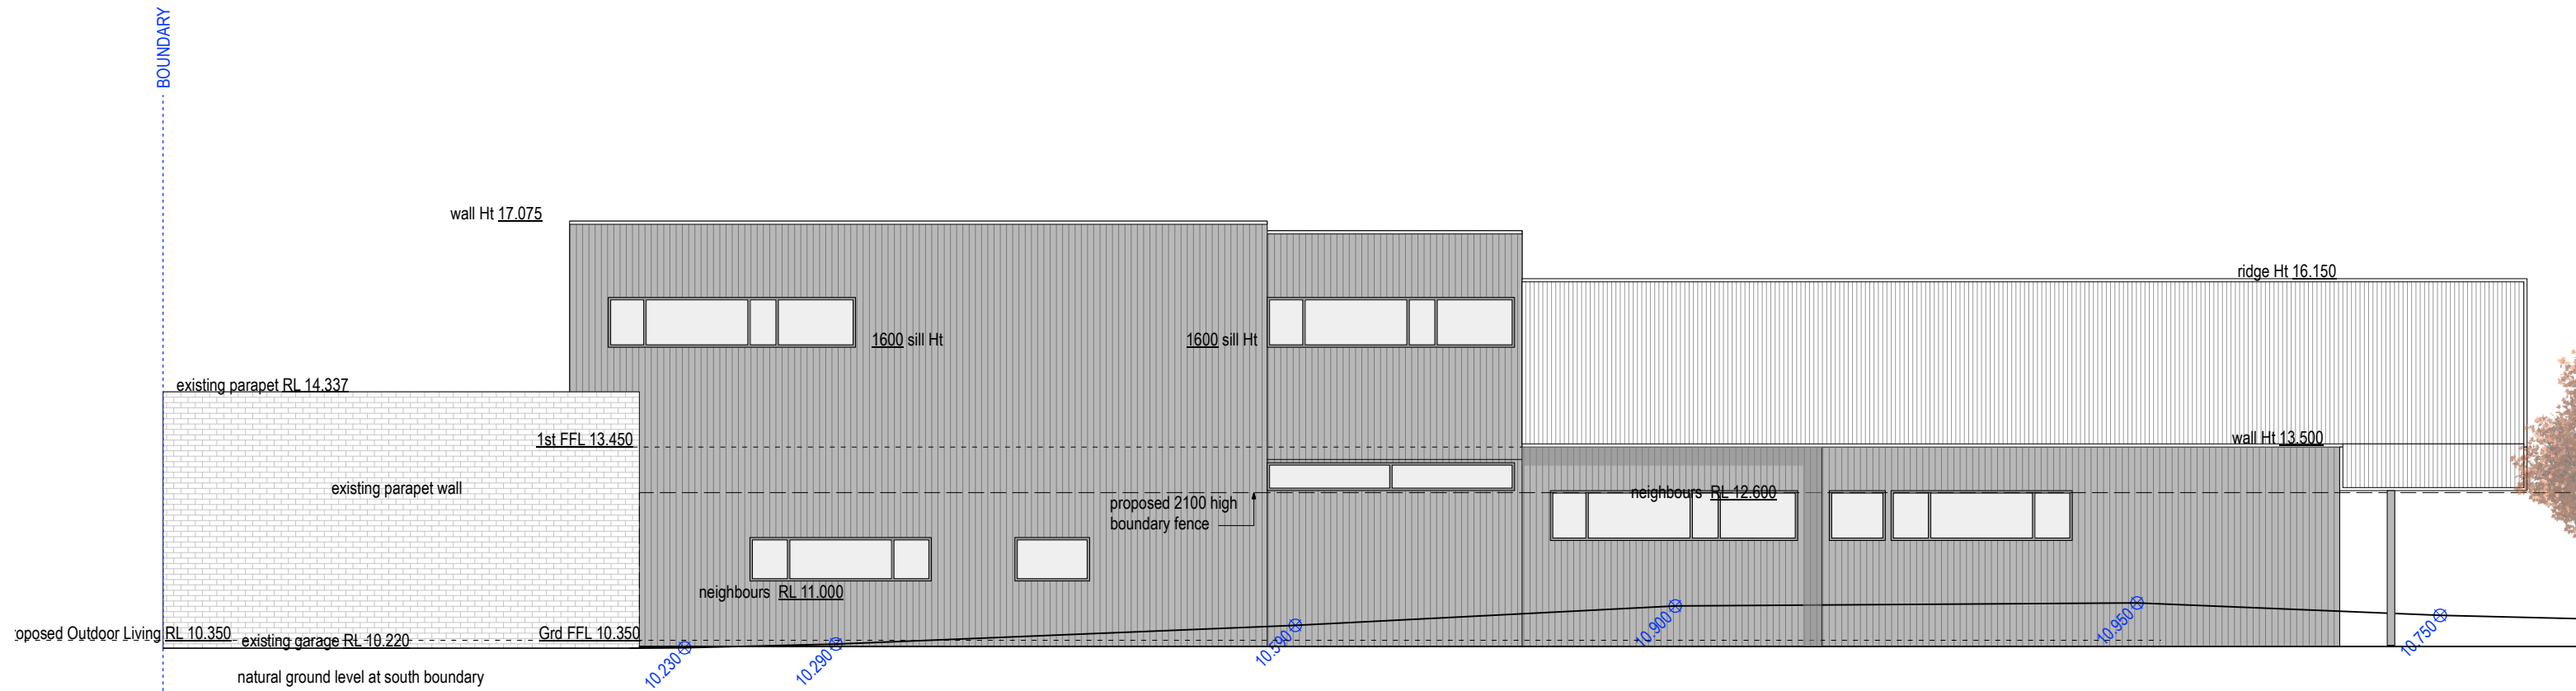 BOUNDARY
wall Ht 17.075
ridge Ht 16.150
1600 sill Ht
1600 sill Ht
existing parapet RL 14.337
1st FFL 13.450
wall Ht 13.500
existing parapet wall
neighbours RL 12.600
proposed 2100 high
boundary fence
neighbours RL 11.000
oposed Outdoor Living RL 10.350
existing garage RL 10.220
Grd FFL 10.350
natural ground level at south boundary
10.230
10.290
10.590
10.900
10.950
10.750